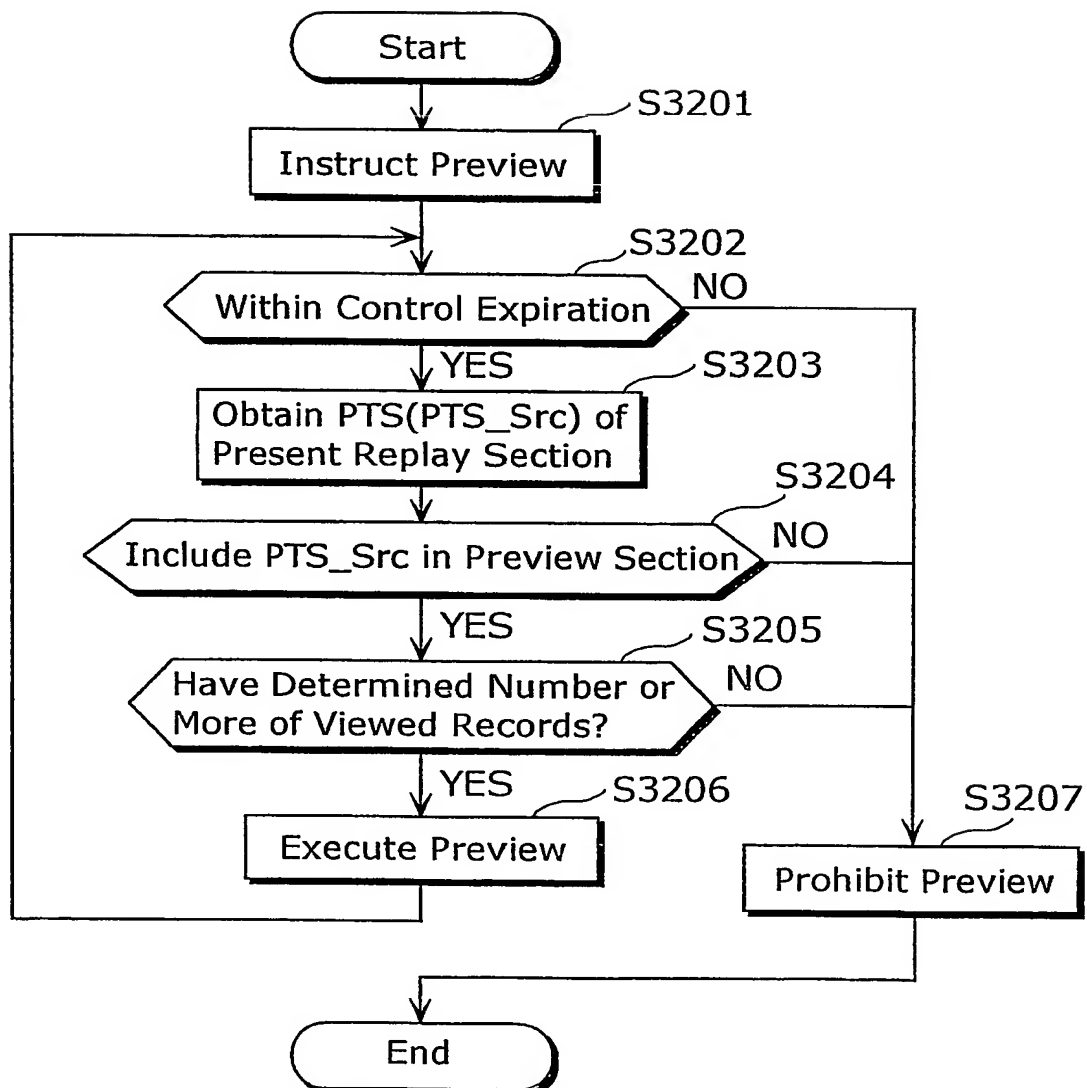 Start
S3201
Instruct Preview
S3202
Within Control Expiration
NO
YES
S3203
Obtain PTS(PTS_Src) of
Present Replay Section
S3204
Include PTS_Src in Preview Section
NO
YES
S3205
Have Determined Number or
More of Viewed Records?
NO
YES
S3206
Execute Preview
S3207
Prohibit Preview
End